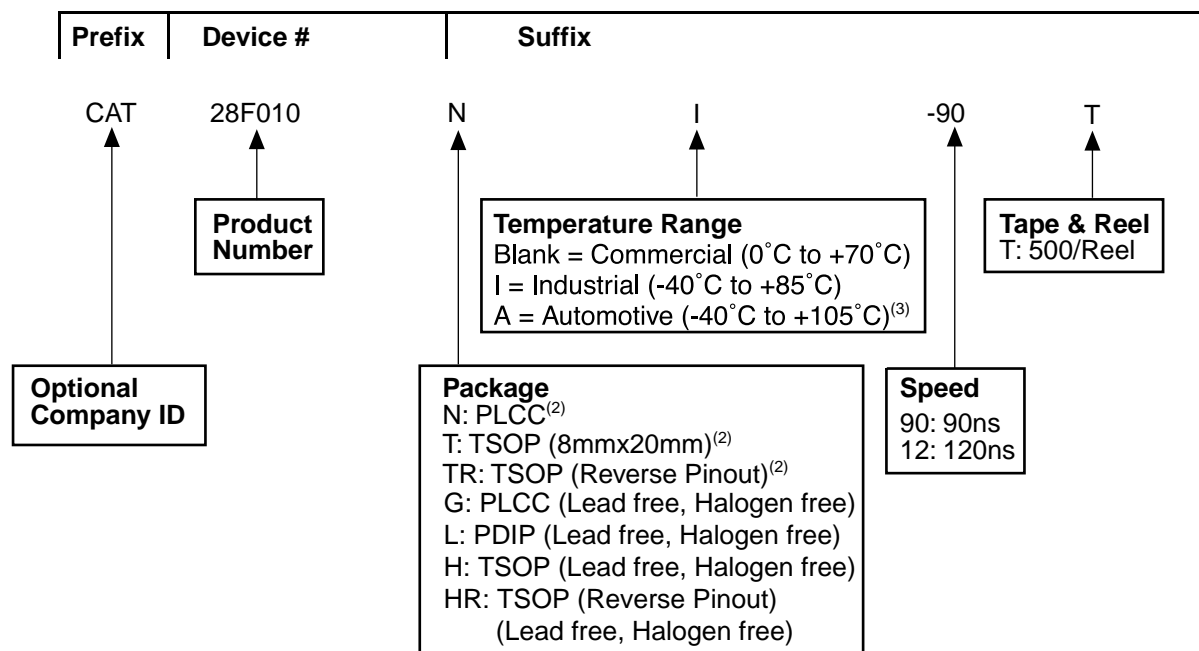 Prefix Device # Suffix
CAT 28F010 N I -90 T
Product
Number
Temperature Range
Blank = Commercial (0˚C to +70˚C)
I = Industrial (-40˚C to +85˚C)
A = Automotive (-40˚C to +105˚C)(3)
Tape & Reel
T: 500/Reel
Optional
Company ID
Package
N: PLCC(2)
T: TSOP (8mmx20mm)(2)
TR: TSOP (Reverse Pinout)(2)
G: PLCC (Lead free, Halogen free)
L: PDIP (Lead free, Halogen free)
H: TSOP (Lead free, Halogen free)
HR: TSOP (Reverse Pinout)
(Lead free, Halogen free)
Speed
90: 90ns
12: 120ns